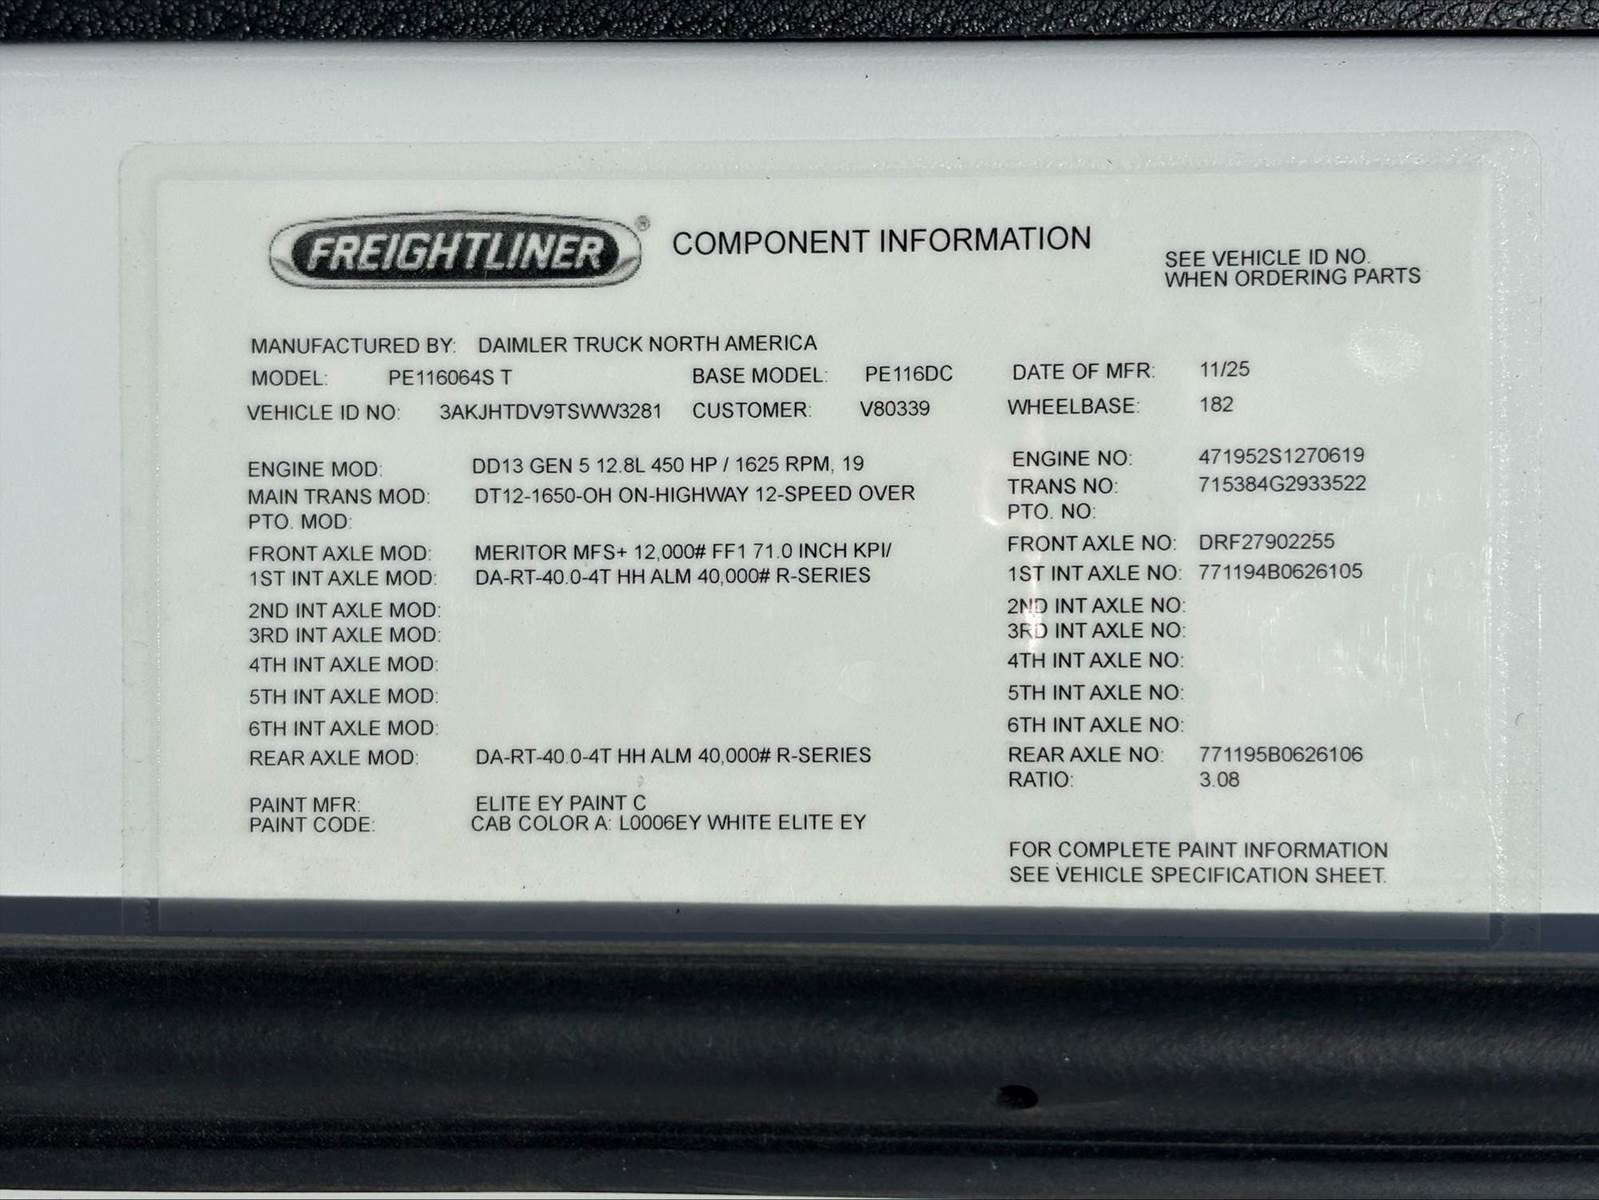 FREIGHTLINER® COMPONENT INFORMATION
SEE VEHICLE ID NO.
WHEN ORDERING PARTS
MANUFACTURED BY: DAIMLER TRUCK NORTH AMERICA
MODEL: PE116064S T BASE MODEL: PE116DC DATE OF MFR: 11/25
VEHICLE ID NO: 3AKJHTDV9TSWW3281 CUSTOMER: V80339 WHEELBASE: 182
ENGINE MOD: DD13 GEN 5 12.8L 450 HP / 1625 RPM, 19 ENGINE NO: 471952S1270619
MAIN TRANS MOD: DT12-1650-OH ON-HIGHWAY 12-SPEED OVER TRANS NO: 715384G2933522
PTO. MOD: PTO. NO:
FRONT AXLE MOD: MERITOR MFS+ 12,000# FF1 71.0 INCH KPI/ FRONT AXLE NO: DRF27902255
1ST INT AXLE MOD: DA-RT-40.0-4T HH ALM 40,000# R-SERIES 1ST INT AXLE NO: 771194B0626105
2ND INT AXLE MOD: 2ND INT AXLE NO:
3RD INT AXLE MOD: 3RD INT AXLE NO:
4TH INT AXLE MOD: 4TH INT AXLE NO:
5TH INT AXLE MOD: 5TH INT AXLE NO:
6TH INT AXLE MOD: 6TH INT AXLE NO:
REAR AXLE MOD: DA-RT-40.0-4T HH ALM 40,000# R-SERIES REAR AXLE NO: 771195B0626106
RATIO: 3.08
PAINT MFR: ELITE EY PAINT C
PAINT CODE: CAB COLOR A: L0006EY WHITE ELITE EY
FOR COMPLETE PAINT INFORMATION
SEE VEHICLE SPECIFICATION SHEET.